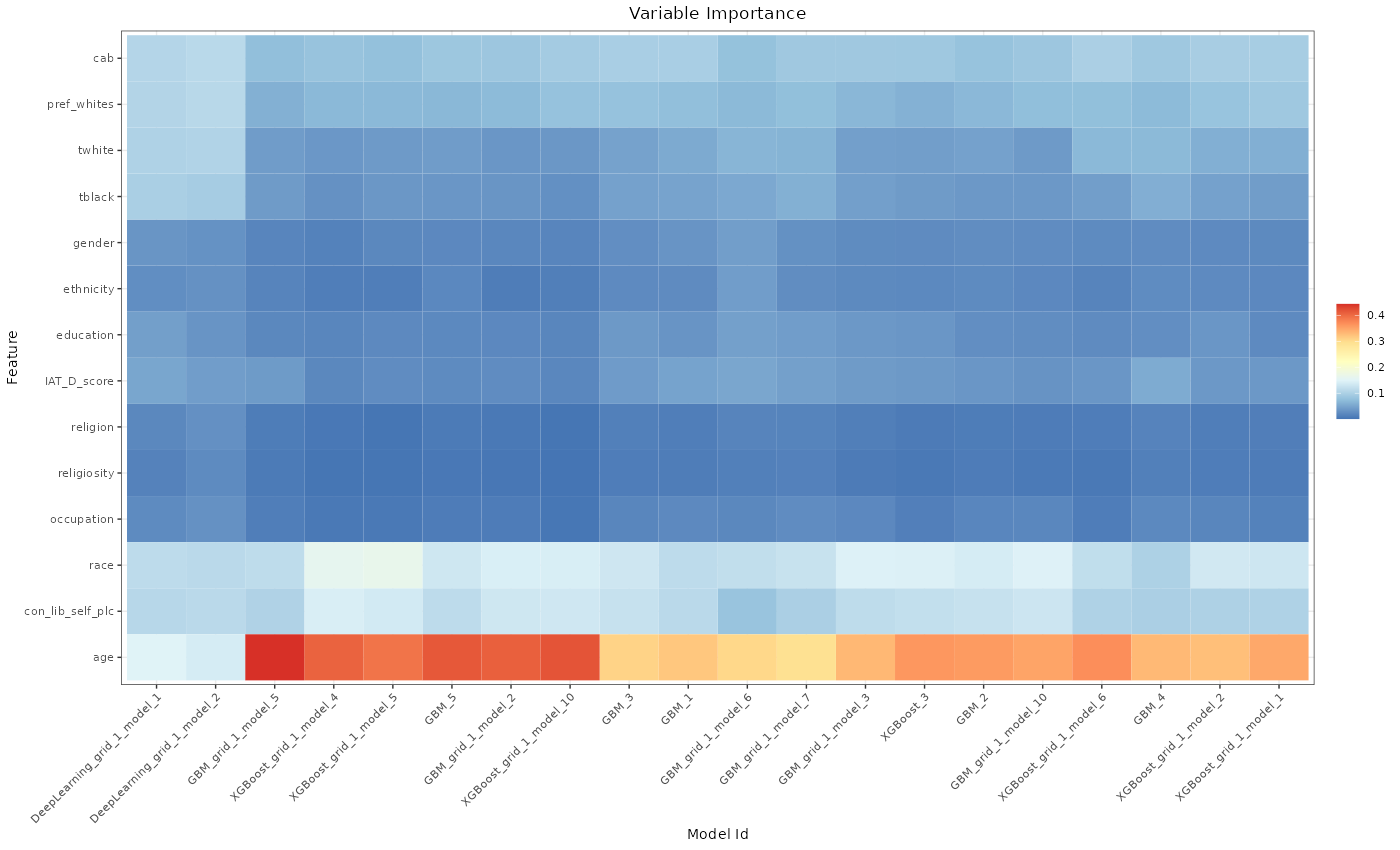 Variable Importance
Feature
cab
pref_whites
twhite
tblack
gender
ethnicity
education
IAT_D_score
religion
religiosity
occupation
race
con_lib_self_plc
age
0.4
0.3
0.2
0.1
DeepLearning_grid_1_model_1
DeepLearning_grid_1_model_2
GBM_grid_1_model_5
XGBoost_grid_1_model_4
XGBoost_grid_1_model_5
GBM_5
GBM_grid_1_model_2
XGBoost_grid_1_model_10
GBM_3
GBM_1
GBM_grid_1_model_6
GBM_grid_1_model_7
GBM_grid_1_model_3
XGBoost_3
GBM_2
GBM_grid_1_model_10
XGBoost_grid_1_model_6
GBM_4
XGBoost_grid_1_model_2
XGBoost_grid_1_model_1
Model Id